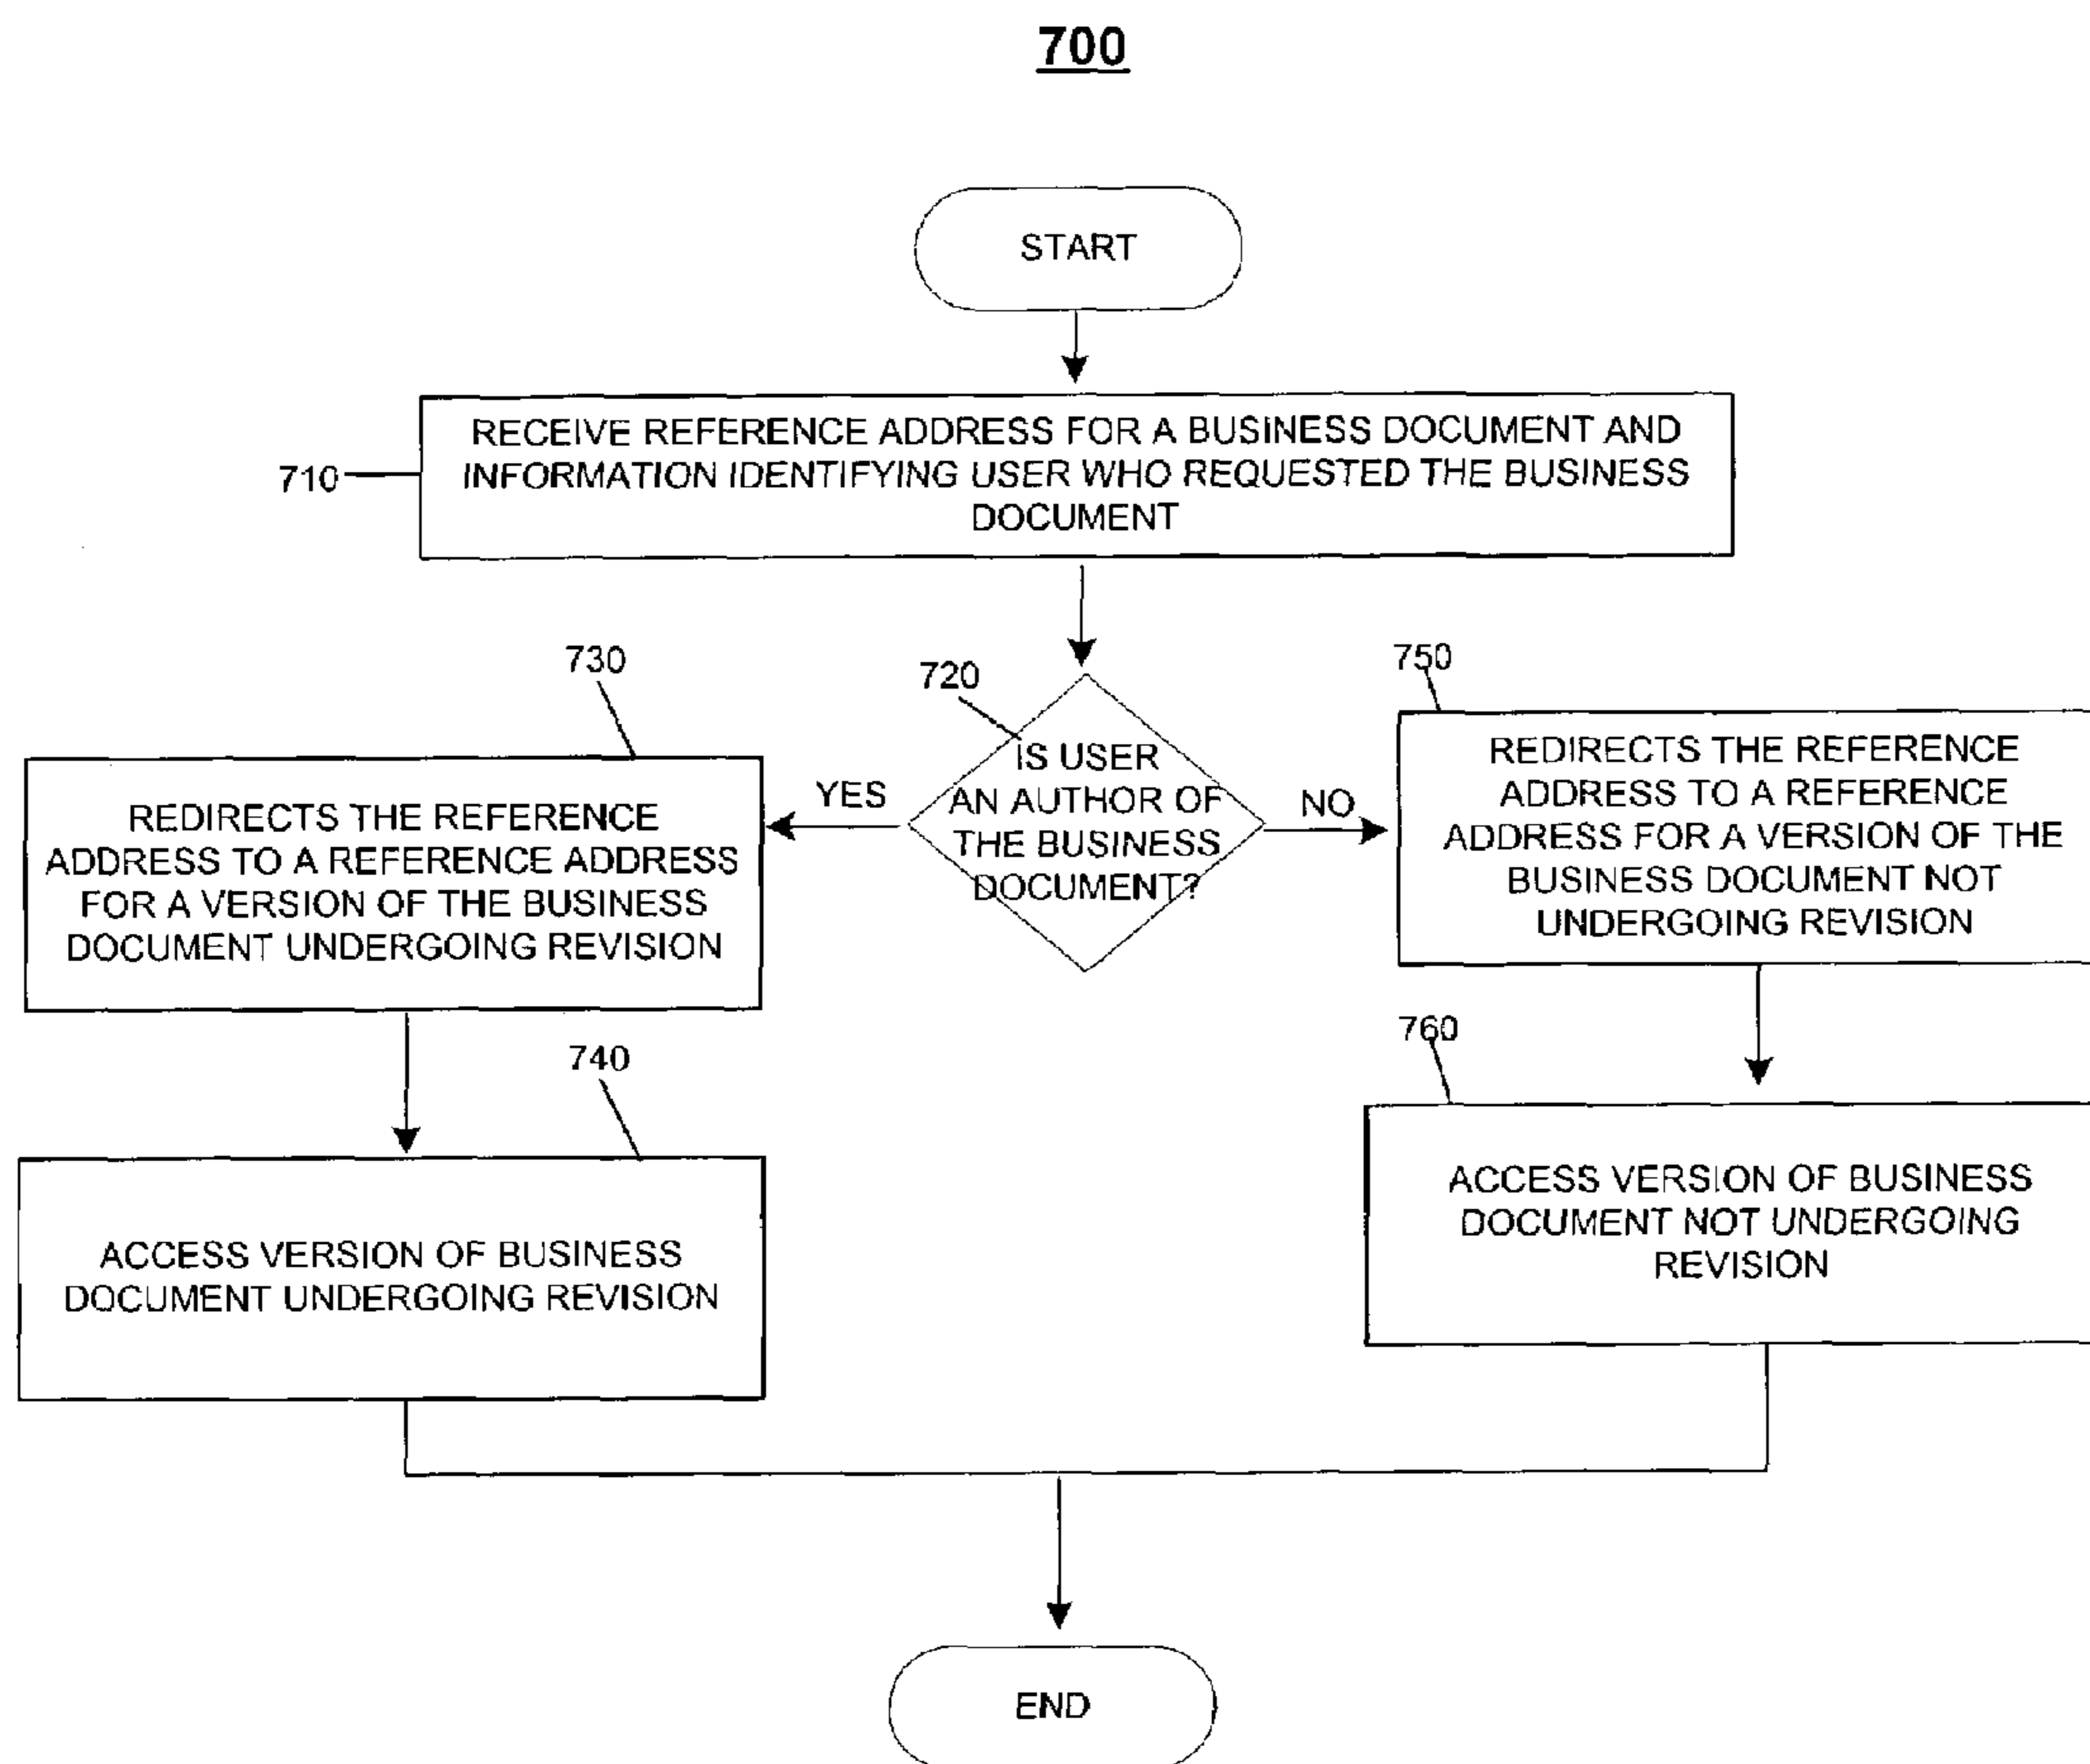 700
START
RECEIVE REFERENCE ADDRESS FOR A BUSINESS DOCUMENT AND
INFORMATION IDENTIFYING USER WHO REQUESTED THE BUSINESS
DOCUMENT
710
720
IS USER
AN AUTHOR OF
THE BUSINESS
DOCUMENT?
YES
NO
730
REDIRECTS THE REFERENCE
ADDRESS TO A REFERENCE ADDRESS
FOR A VERSION OF THE BUSINESS
DOCUMENT UNDERGOING REVISION
740
ACCESS VERSION OF BUSINESS
DOCUMENT UNDERGOING REVISION
750
REDIRECTS THE REFERENCE
ADDRESS TO A REFERENCE
ADDRESS FOR A VERSION OF THE
BUSINESS DOCUMENT NOT
UNDERGOING REVISION
760
ACCESS VERSION OF BUSINESS
DOCUMENT NOT UNDERGOING
REVISION
END